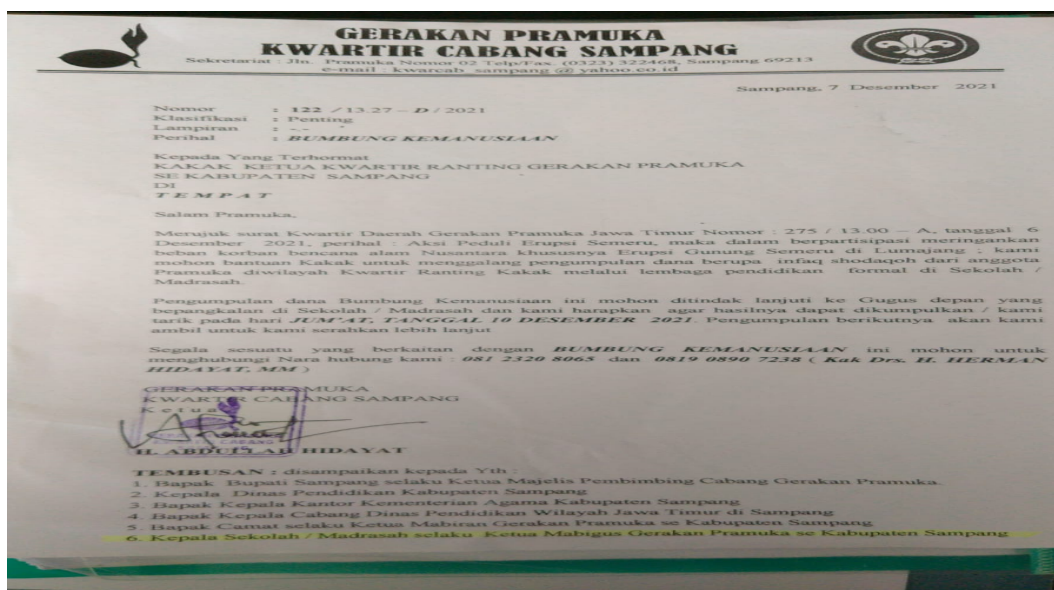 GERAKAN PRAMUKA
KWARTIR CABANG SAMPANG
Sekretariat : Jln. Pramuka Nomor 02 Telp/Fax. (0323) 322468, Sampang 69213
e-mail : kwarcab_sampang @ yahoo.co.id
Sampang, 7 Desember 2021
Nomor : 122 / 13.27 – D / 2021
Klasifikasi : Penting
Lampiran : -.-
Perihal : BUMBUNG KEMANUSIAAN
Kepada Yang Terhormat
KAKAK KETUA KWARTIR RANTING GERAKAN PRAMUKA
SE KABUPATEN SAMPANG
DI
TEMPAT
Salam Pramuka,
Merujuk surat Kwartir Daerah Gerakan Pramuka Jawa Timur Nomor : 275 / 13.00 – A, tanggal 6
Desember 2021, perihal : Aksi Peduli Erupsi Semeru, maka dalam berpartisipasi meringankan
beban korban bencana alam Nusantara khususnya Erupsi Gunung Semeru di Lumajang ; kami
mohon bantuan Kakak untuk menggalang pengumpulan dana berupa infaq shodaqoh dari anggota
Pramuka diwilayah Kwartir Ranting Kakak melalui lembaga pendidikan formal di Sekolah /
Madrasah.
Pengumpulan dana Bumbung Kemanusiaan ini mohon ditindak lanjuti ke Gugus depan yang
bepangkalan di Sekolah / Madrasah dan kami harapkan agar hasilnya dapat dikumpulkan / kami
tarik pada hari JUM'AT, TANGGAL 10 DESEMBER 2021. Pengumpulan berikutnya akan kami
ambil untuk kami serahkan lebih lanjut
Segala sesuatu yang berkaitan dengan BUMBUNG KEMANUSIAAN ini mohon untuk
menghubungi Nara hubung kami : 081 2320 8065 dan 0819 0890 7238 ( Kak Drs. H. HERMAN
HIDAYAT, MM )
GERAKAN PRAMUKA
KWARTIR CABANG SAMPANG
Ketua
H. ABDULLAH HIDAYAT
TEMBUSAN : disampaikan kepada Yth :
1. Bapak Bupati Sampang selaku Ketua Majelis Pembimbing Cabang Gerakan Pramuka.
2. Kepala Dinas Pendidikan Kabupaten Sampang
3. Bapak Kepala Kantor Kementerian Agama Kabupaten Sampang
4. Bapak Kepala Cabang Dinas Pendidikan Wilayah Jawa Timur di Sampang
5. Bapak Camat selaku Ketua Mabiran Gerakan Pramuka se Kabupaten Sampang
6. Kepala Sekolah / Madrasah selaku Ketua Mabigus Gerakan Pramuka se Kabupaten Sampang